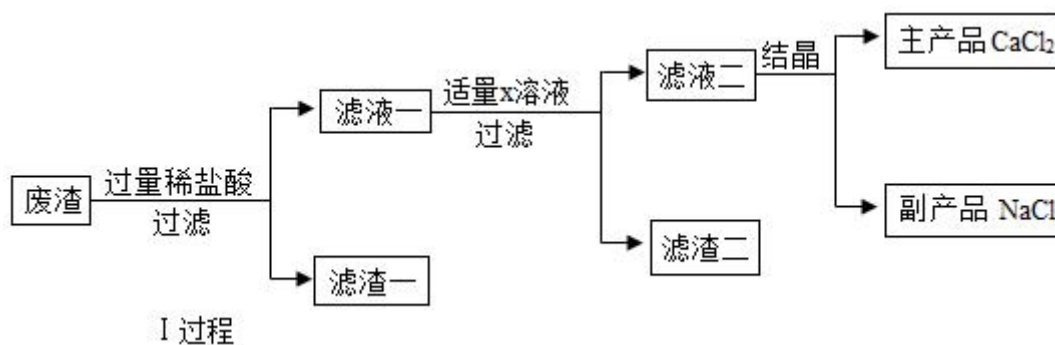 废渣
过量稀盐酸
过滤
滤液一
滤渣一
适量x溶液
过滤
滤液二
滤渣二
结晶
主产品 CaCl₂
副产品 NaCl
Ⅰ过程